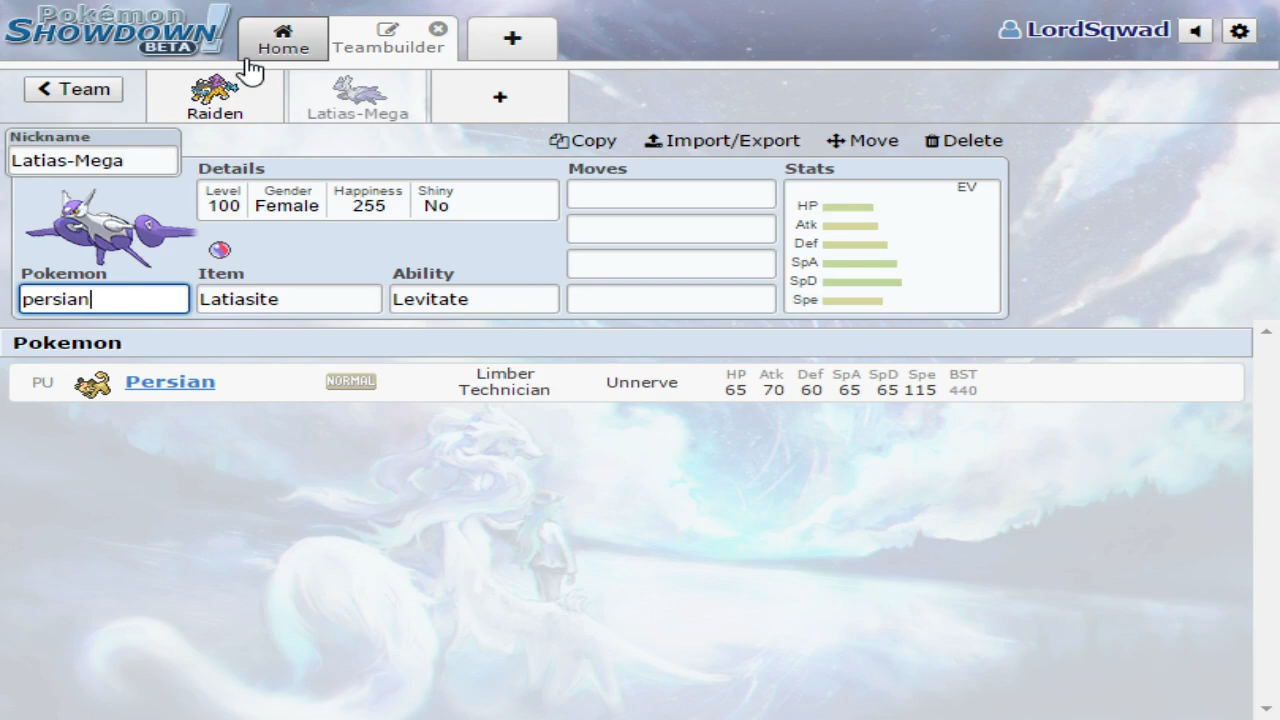 Pokémon
SHOWDOWN!
BETA
Home
Teambuilder
+
LordSqwad
Team
Raiden
Latias-Mega
+
Nickname
Latias-Mega
Copy
Import/Export
Move
Delete
Details
Moves
Stats
Level
Gender
Happiness
Shiny
100
Female
255
No
EV
HP
Atk
Def
SpA
SpD
Spe
Pokemon
Item
Ability
persian
Latiasite
Levitate
Pokemon
PU
Persian
NORMAL
Limber
Technician
Unnerve
HP Atk Def SpA SpD Spe BST
65 70 60 65 65 115 440